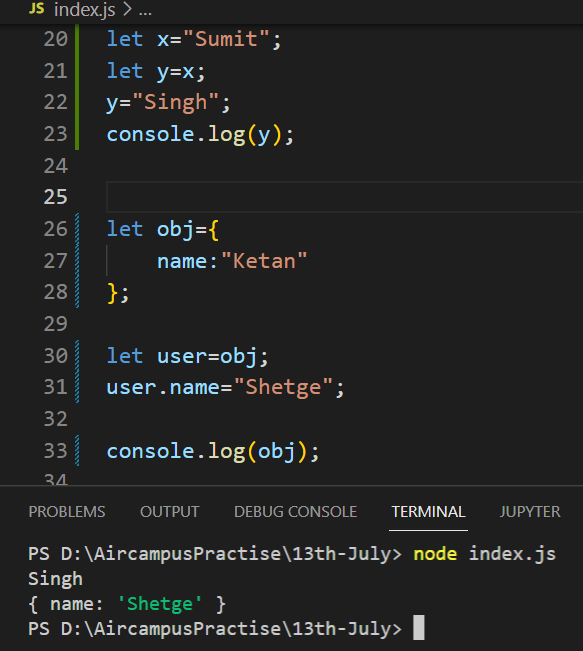 JS index.js > ...
20 let x="Sumit";
21 let y=x;
22 y="Singh";
23 console.log(y);
24
25
26 let obj={
27     name:"Ketan"
28 };
29
30 let user=obj;
31 user.name="Shetge";
32
33 console.log(obj);
34
PROBLEMS OUTPUT DEBUG CONSOLE TERMINAL JUPYTER
PS D:\AircampusPractise\13th-July> node index.js
Singh
{ name: 'Shetge' }
PS D:\AircampusPractise\13th-July>